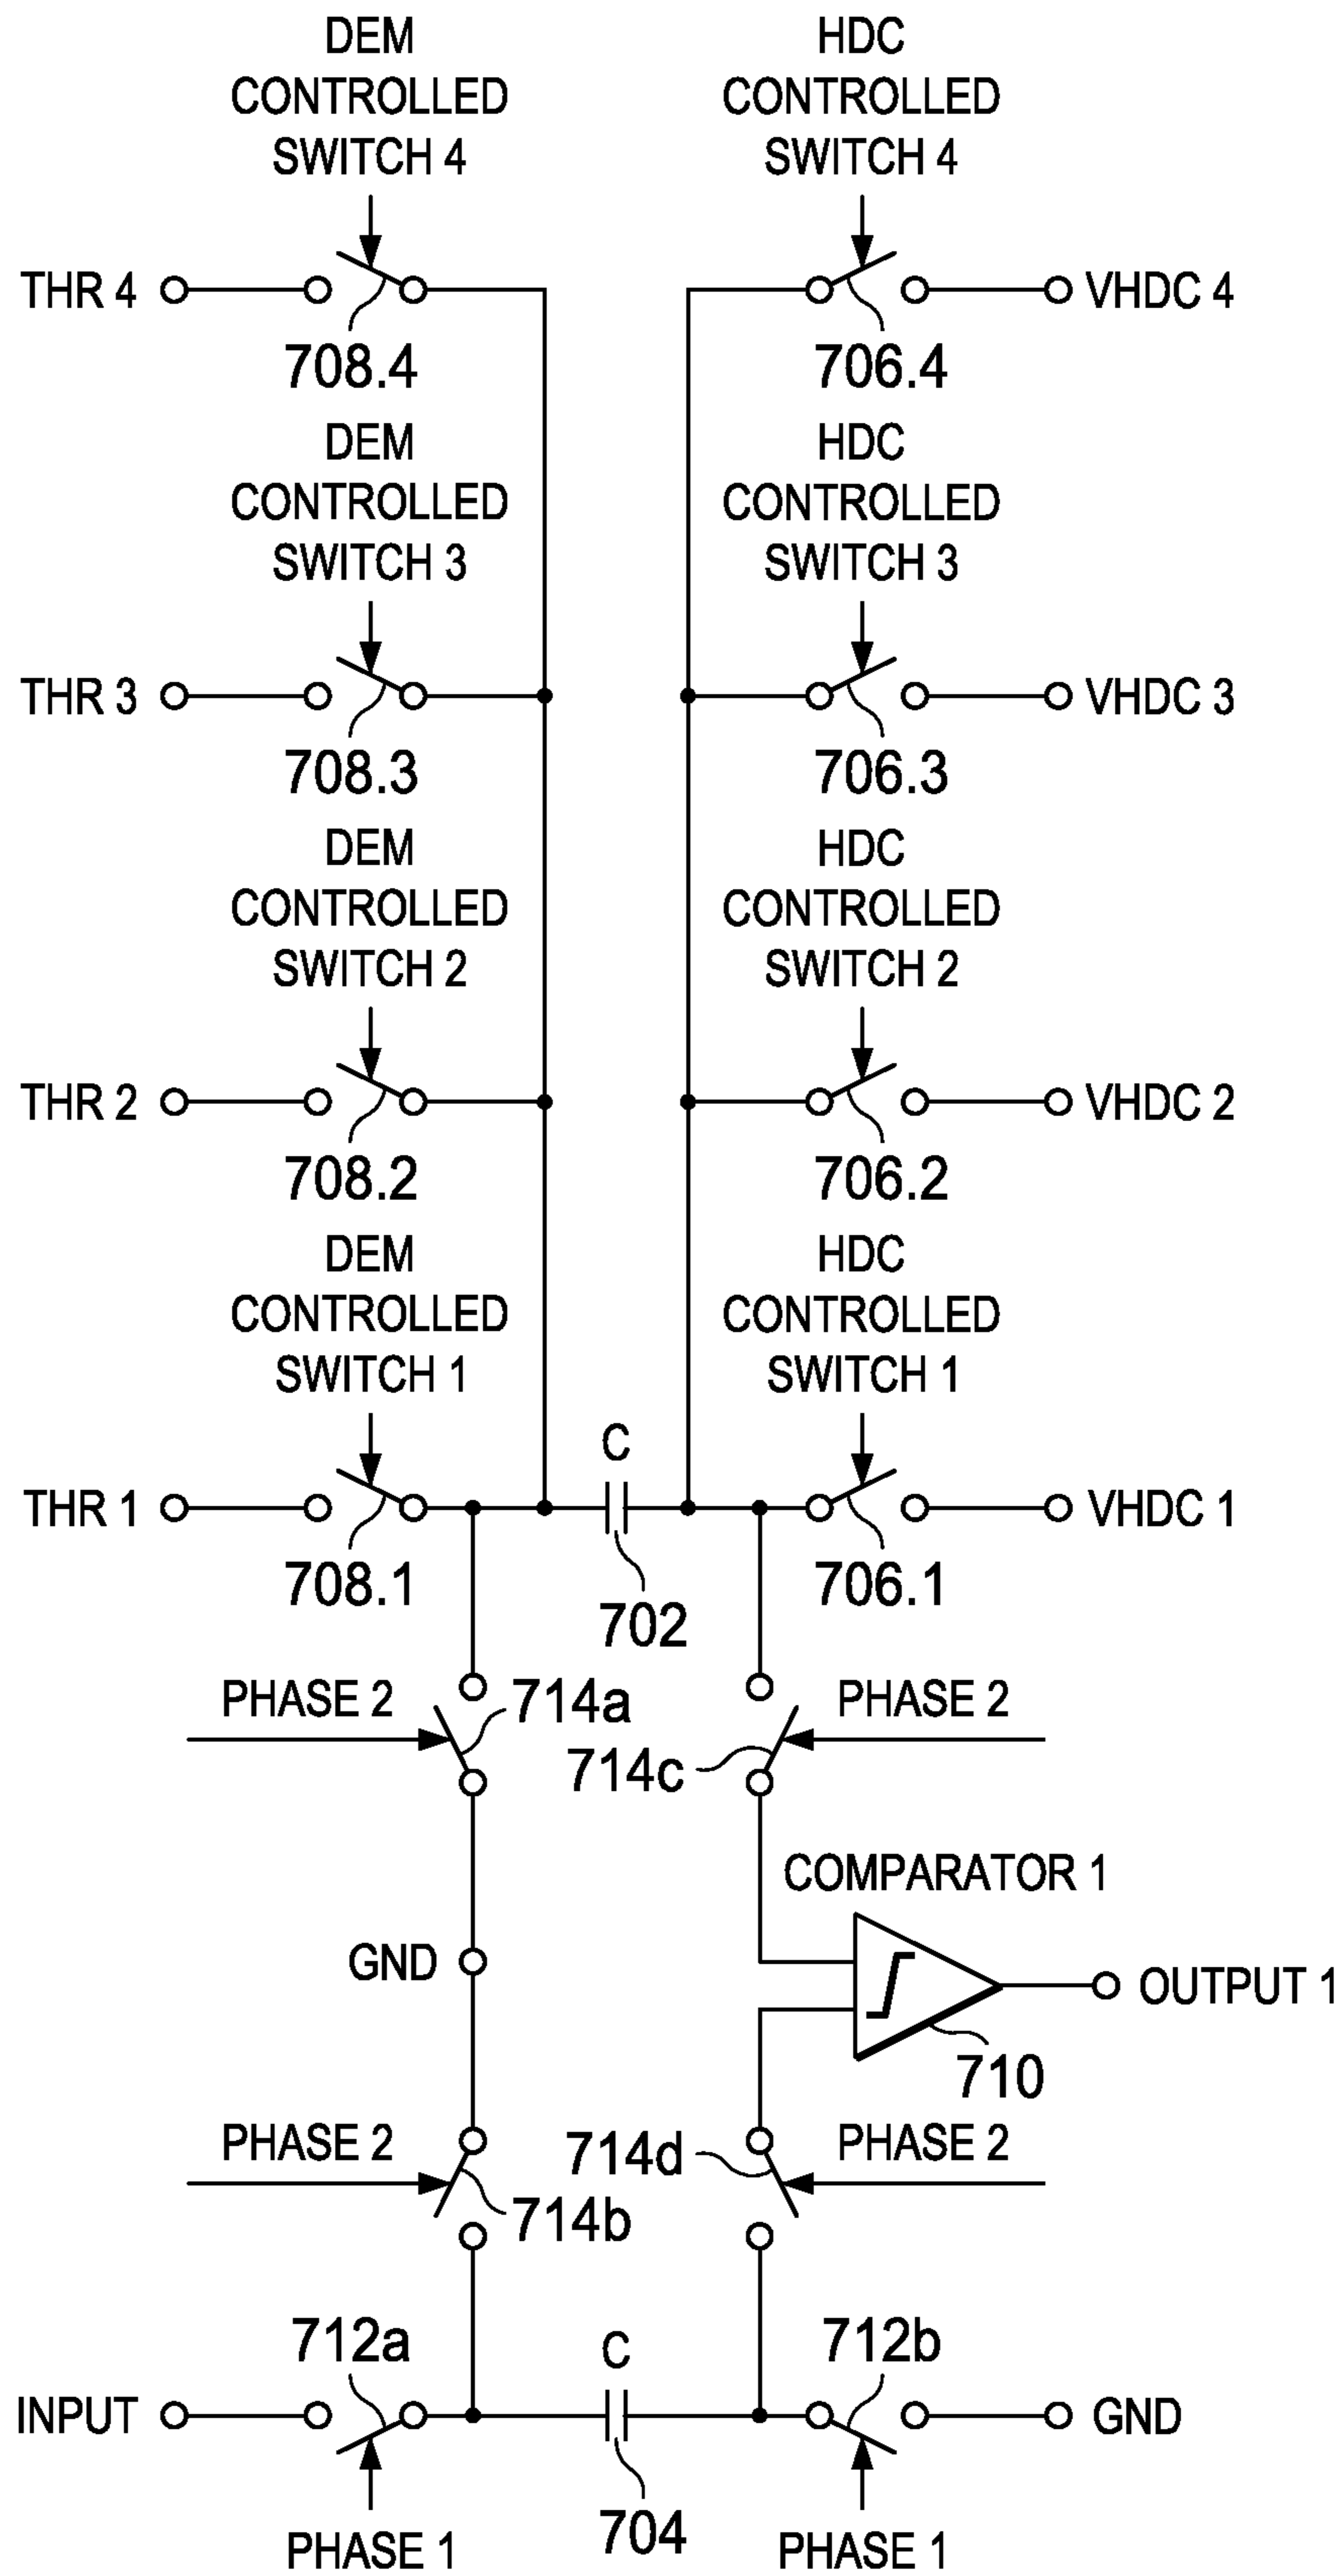 DEM
CONTROLLED
SWITCH 4
HDC
CONTROLLED
SWITCH 4
THR 4
VHDC 4
708.4
706.4
DEM
CONTROLLED
SWITCH 3
HDC
CONTROLLED
SWITCH 3
THR 3
VHDC 3
708.3
706.3
DEM
CONTROLLED
SWITCH 2
HDC
CONTROLLED
SWITCH 2
THR 2
VHDC 2
708.2
706.2
DEM
CONTROLLED
SWITCH 1
HDC
CONTROLLED
SWITCH 1
C
THR 1
VHDC 1
708.1
702
706.1
PHASE 2
714a
714c
PHASE 2
COMPARATOR 1
GND
OUTPUT 1
710
PHASE 2
714b
714d
PHASE 2
712a
C
712b
INPUT
GND
704
PHASE 1
PHASE 1